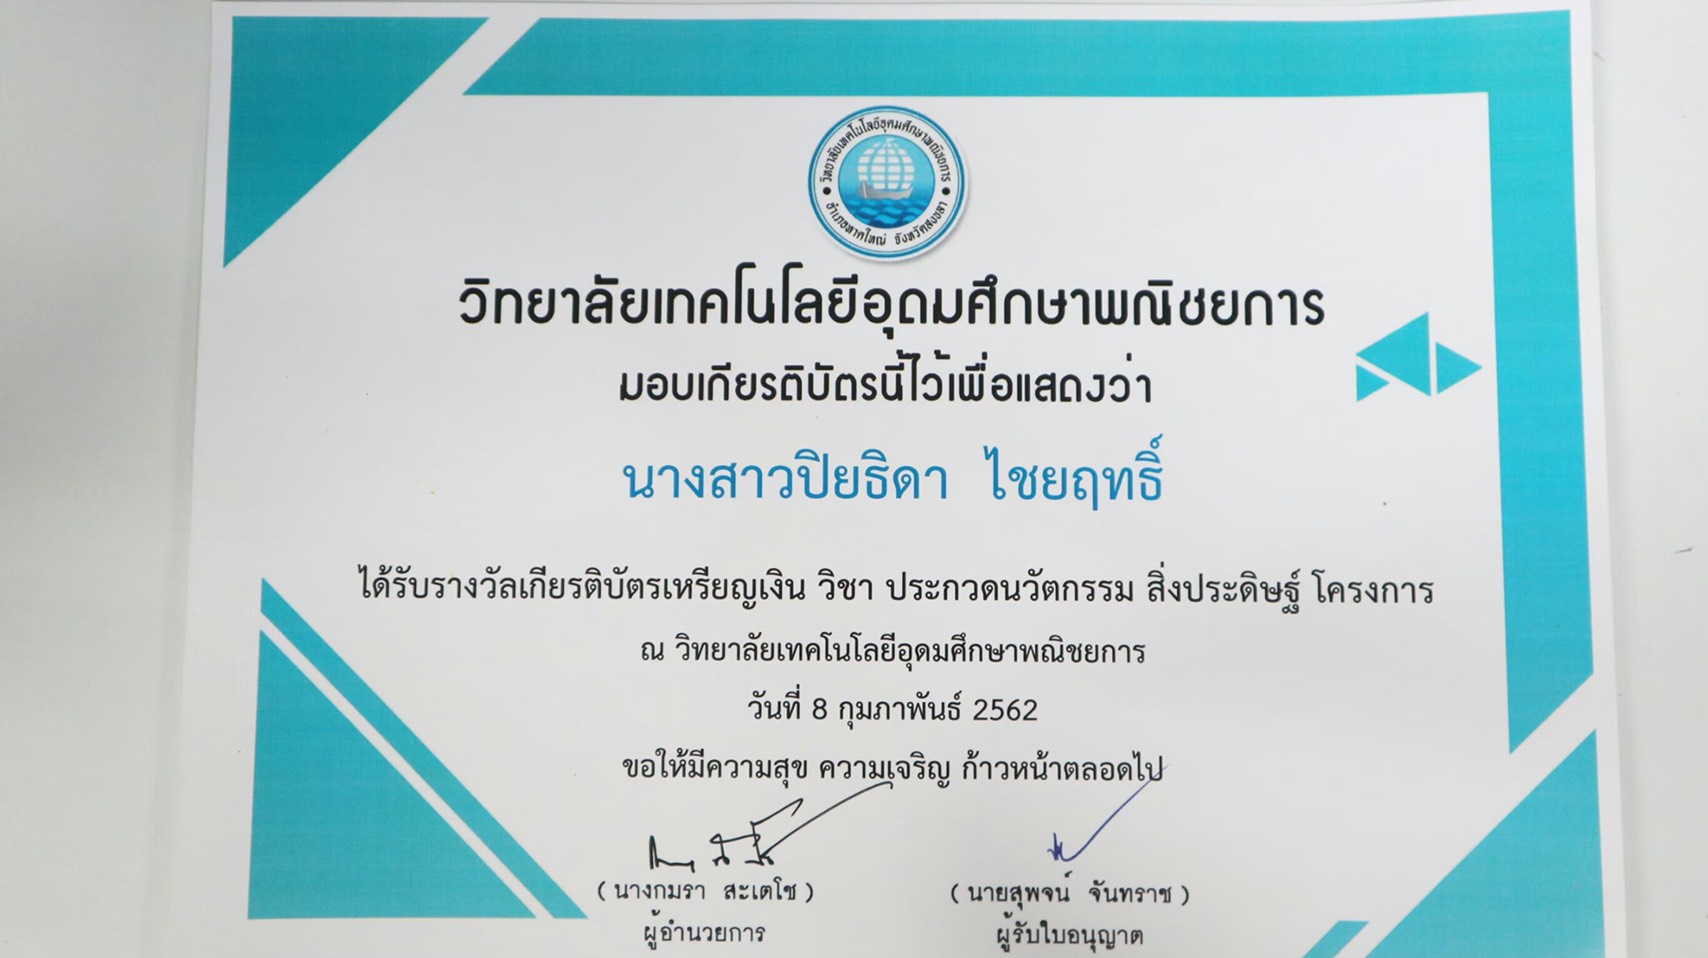 วิทยาลัยเทคโนโลยีอุดมศึกษาพณิชยการ
อำเภอหาดใหญ่ จังหวัดสงขลา
วิทยาลัยเทคโนโลยีอุดมศึกษาพณิชยการ
มอบเกียรติบัตรนี้ไว้เพื่อแสดงว่า
นางสาวปิยธิดา ไชยฤทธิ์
ได้รับรางวัลเกียรติบัตรเหรียญเงิน วิชา ประกวดนวัตกรรม สิ่งประดิษฐ์ โครงการ
ณ วิทยาลัยเทคโนโลยีอุดมศึกษาพณิชยการ
วันที่ 8 กุมภาพันธ์ 2562
ขอให้มีความสุข ความเจริญ ก้าวหน้าตลอดไป
( นางกมรา สะเตโช ) ( นายสุพจน์ จันทราช )
ผู้อำนวยการ ผู้รับใบอนุญาต